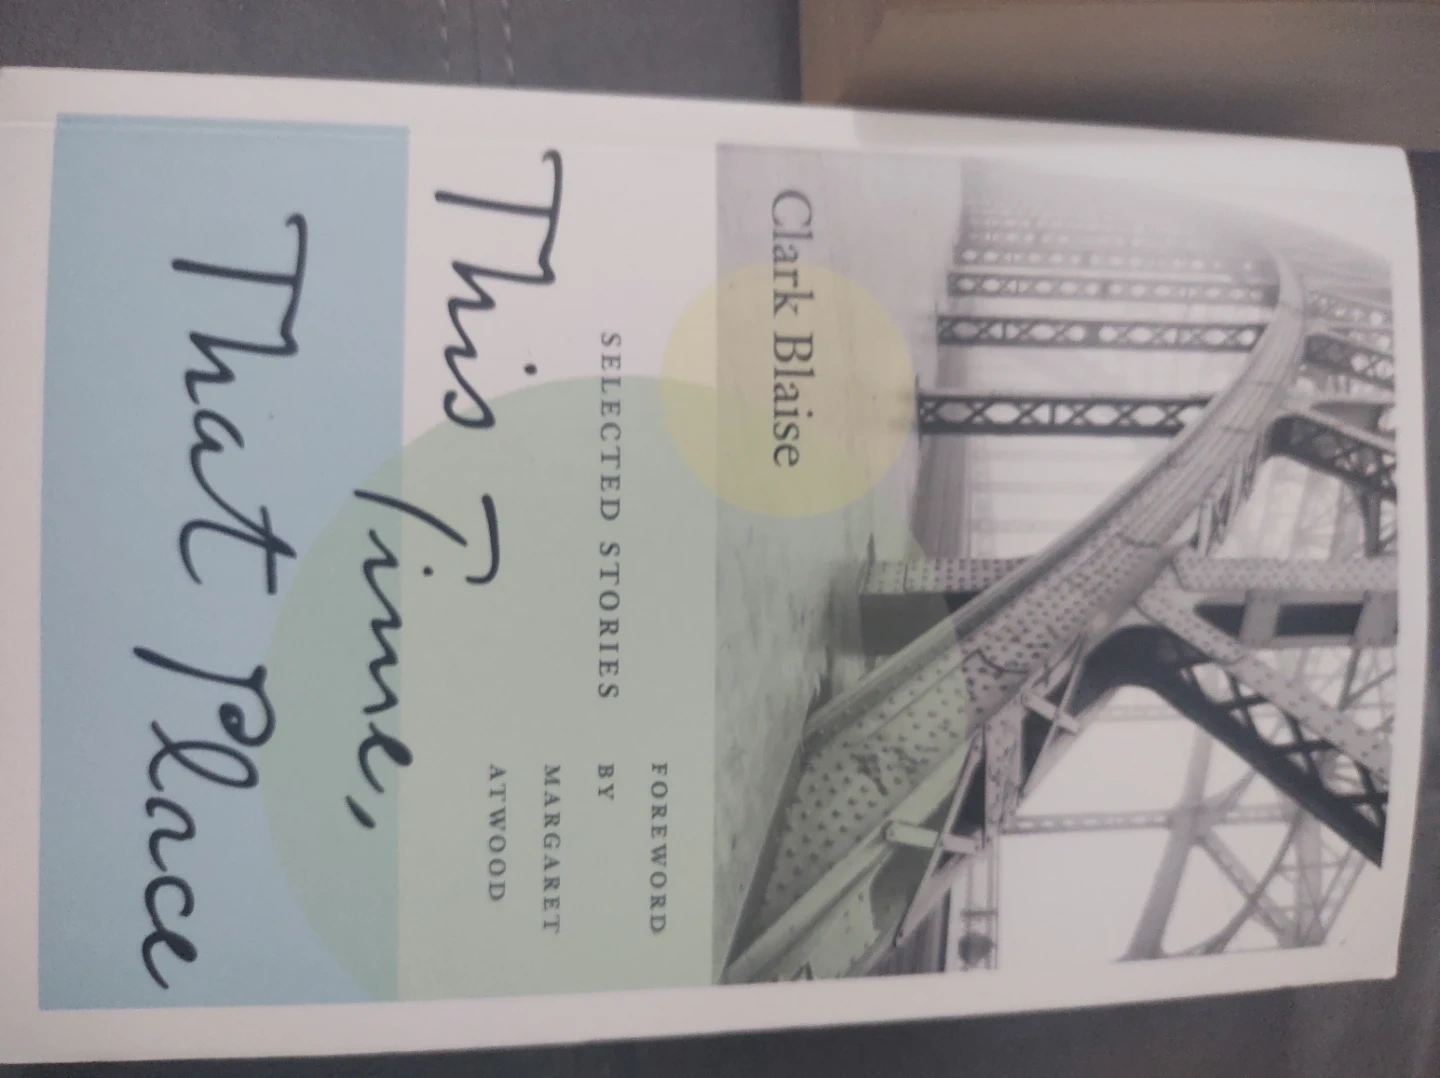 Clark Blaise
FOREWORD
SELECTED STORIES BY
MARGARET
ATWOOD
This Time,
That Place